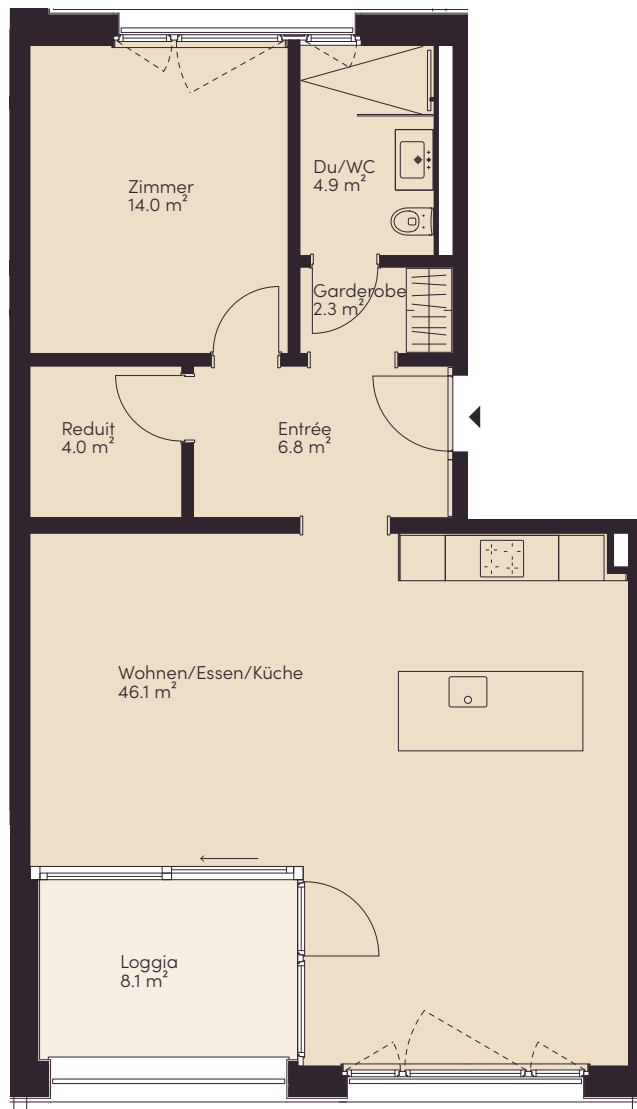 Zimmer
14.0 m²
Du/WC
4.9 m²
Garderobe
2.3 m²
Reduit
4.0 m²
Entrée
6.8 m²
Wohnen/Essen/Küche
46.1 m²
Loggia
8.1 m²